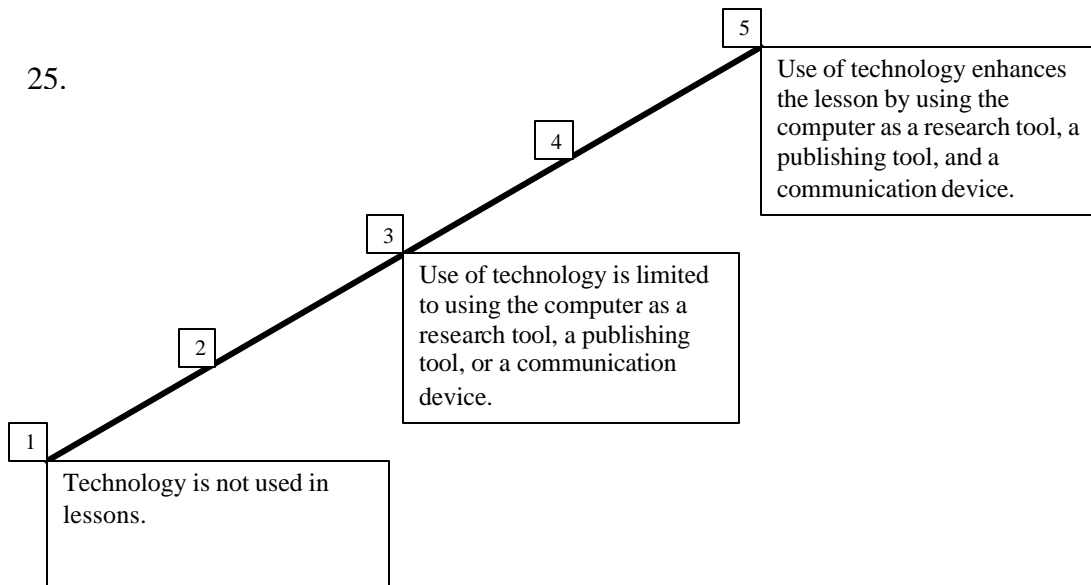 5
25.
Use of technology enhances
the lesson by using the
computer as a research tool, a
publishing tool, and a
communication device.
4
3
Use of technology is limited
to using the computer as a
research tool, a publishing
tool, or a communication
device.
2
1
Technology is not used in
lessons.